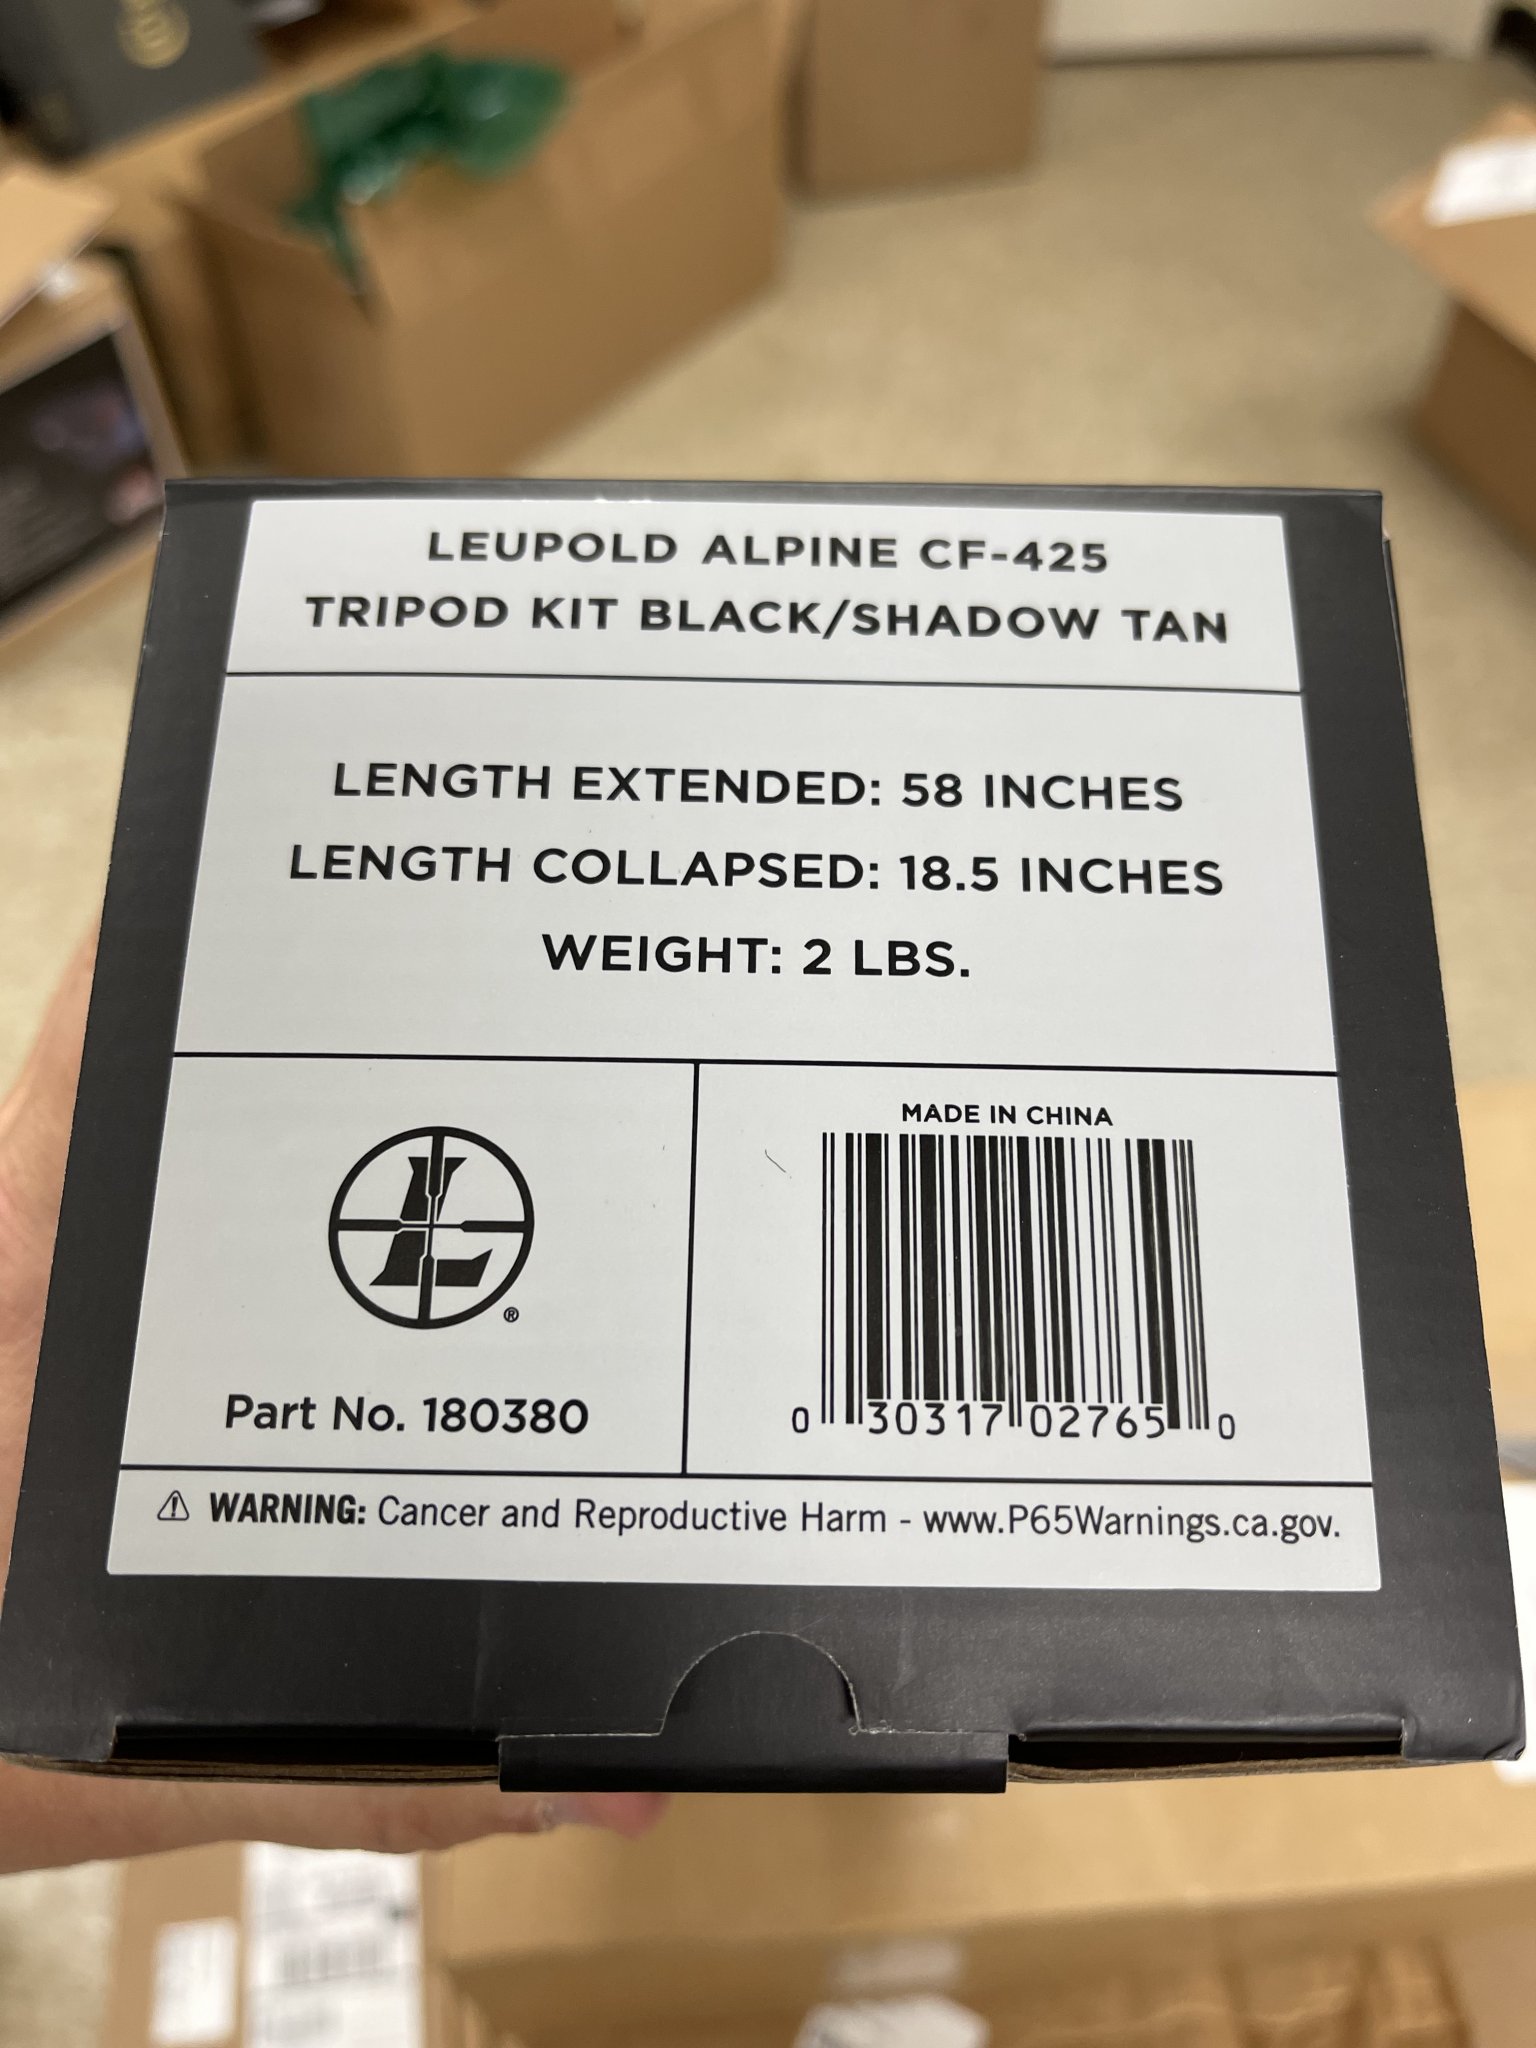 LEUPOLD ALPINE CF-425
TRIPOD KIT BLACK/SHADOW TAN
LENGTH EXTENDED: 58 INCHES
LENGTH COLLAPSED: 18.5 INCHES
WEIGHT: 2 LBS.
L
®
Part No. 180380
MADE IN CHINA
0 30317 02765 0
⚠ WARNING: Cancer and Reproductive Harm - www.P65Warnings.ca.gov.